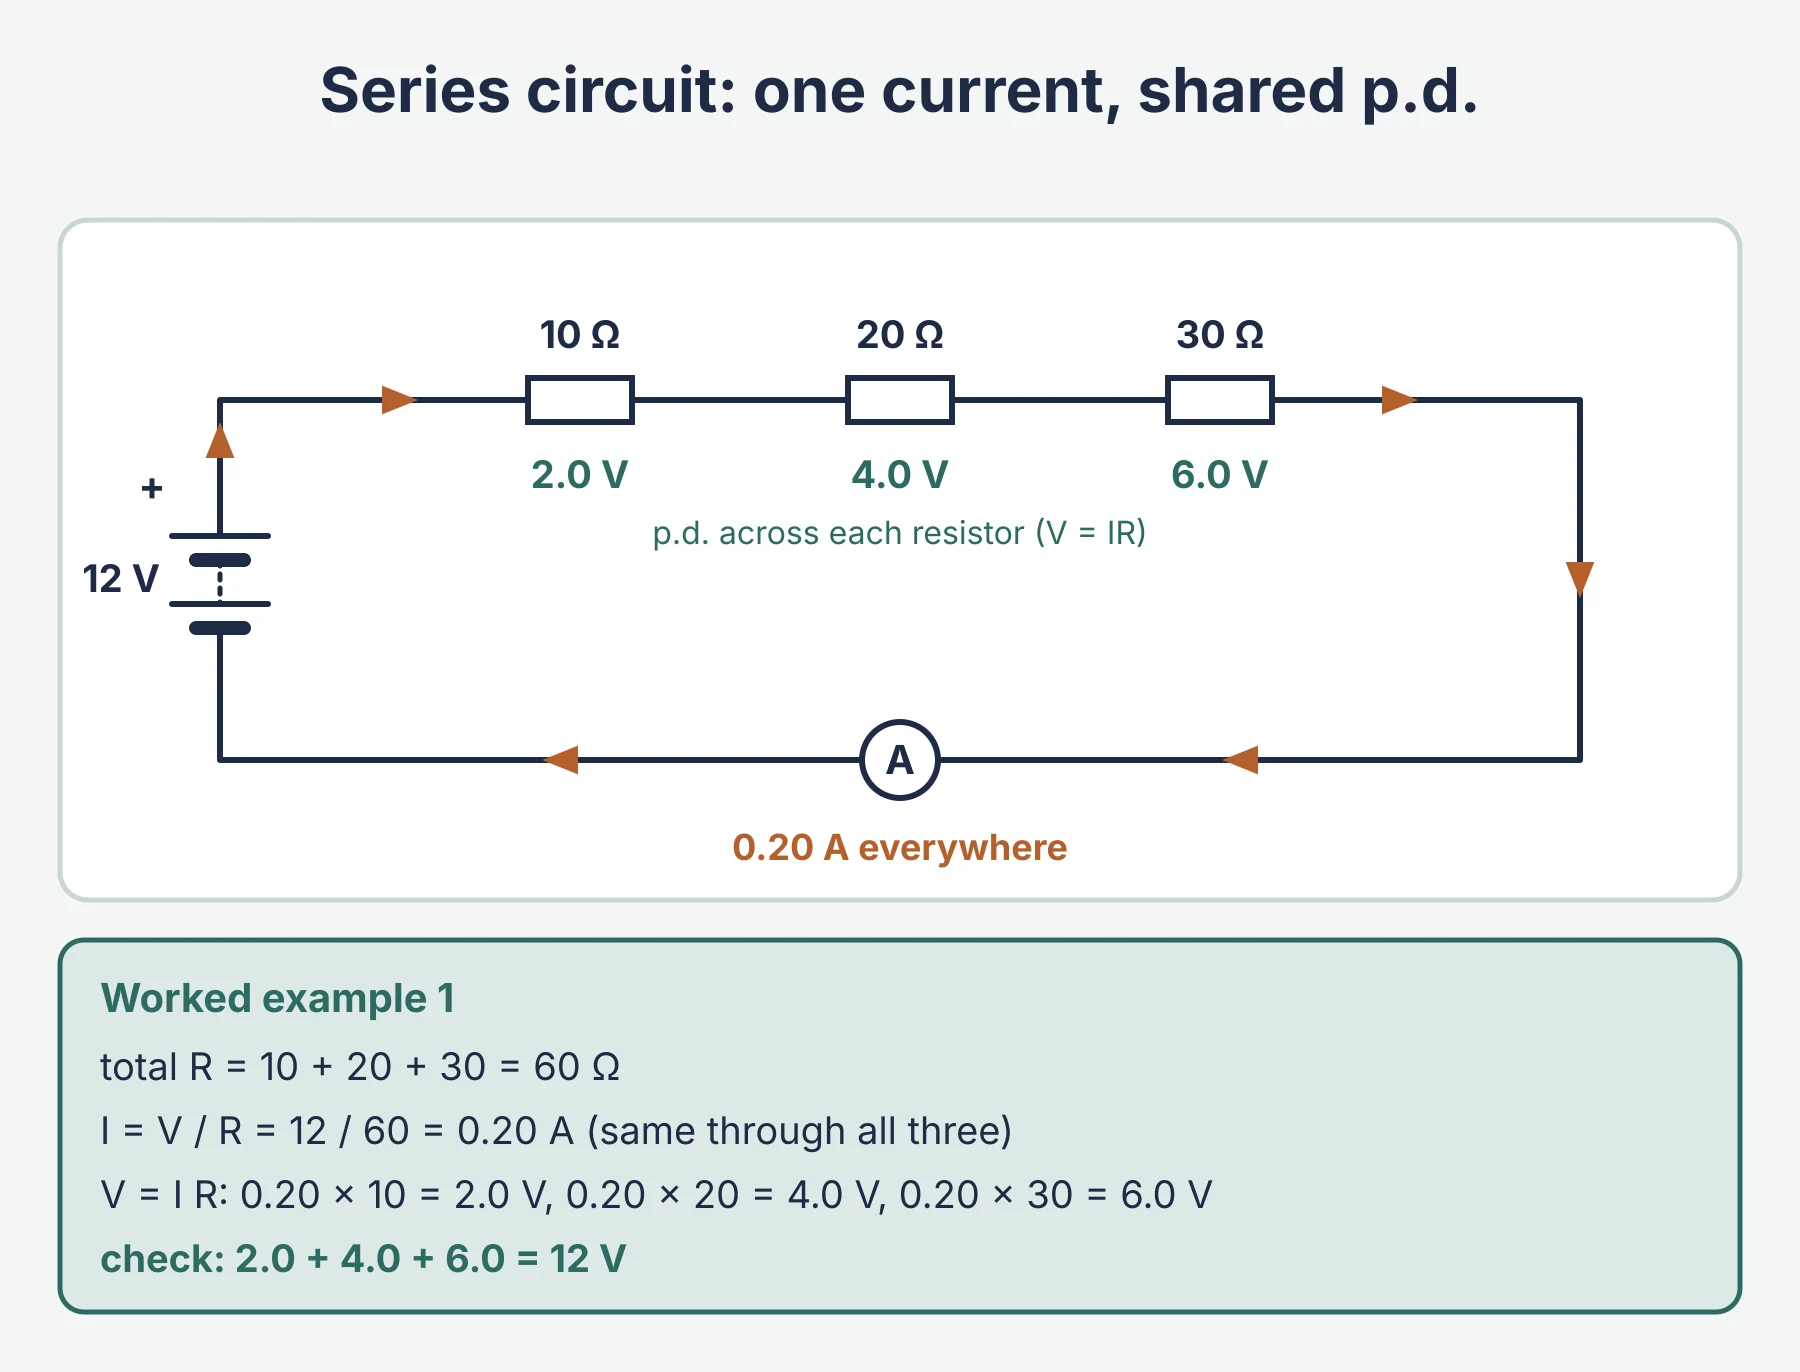 Series circuit: one current, shared p.d.
10 Ω 20 Ω 30 Ω
2.0 V 4.0 V 6.0 V
p.d. across each resistor (V = IR)
+
12 V
A
0.20 A everywhere
Worked example 1
total R = 10 + 20 + 30 = 60 Ω
I = V / R = 12 / 60 = 0.20 A (same through all three)
V = I R: 0.20 × 10 = 2.0 V, 0.20 × 20 = 4.0 V, 0.20 × 30 = 6.0 V
check: 2.0 + 4.0 + 6.0 = 12 V